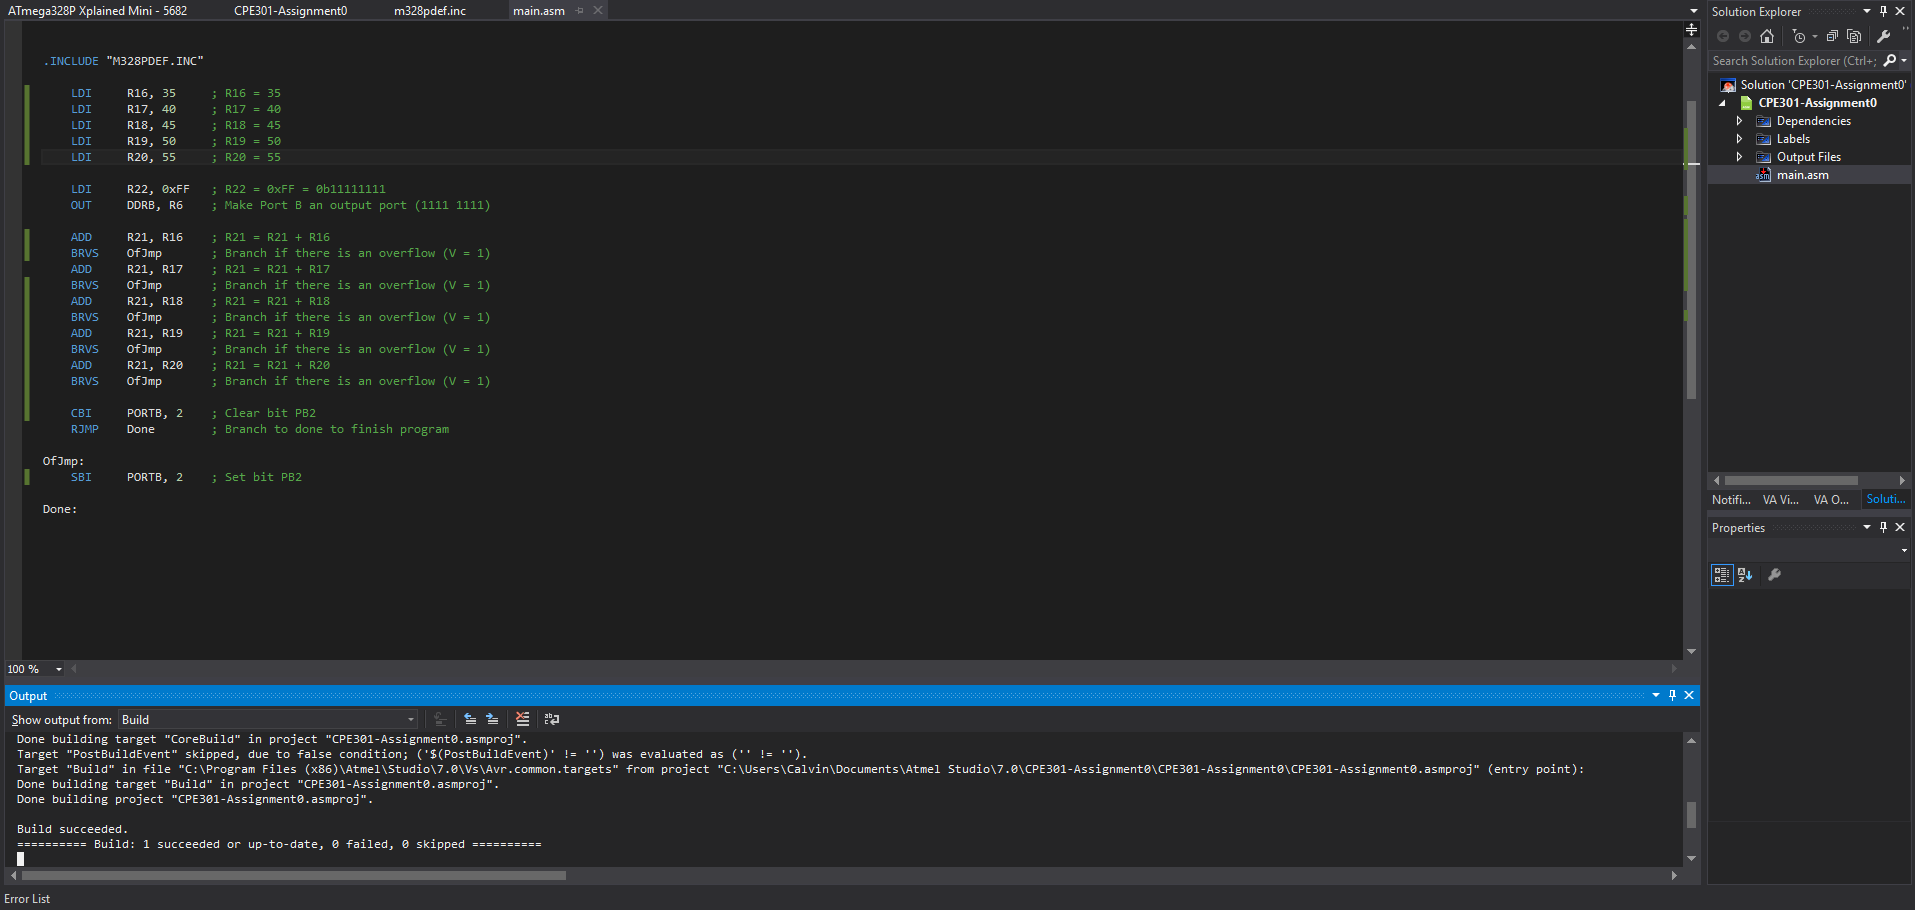 ATmega328P Xplained Mini - 5682 CPE301-Assignment0 m328pdef.inc main.asm
.INCLUDE "M328PDEF.INC"
LDI R16, 35 ; R16 = 35
LDI R17, 40 ; R17 = 40
LDI R18, 45 ; R18 = 45
LDI R19, 50 ; R19 = 50
LDI R20, 55 ; R20 = 55
LDI R22, 0xFF ; R22 = 0xFF = 0b11111111
OUT DDRB, R6 ; Make Port B an output port (1111 1111)
ADD R21, R16 ; R21 = R21 + R16
BRVS OfJmp ; Branch if there is an overflow (V = 1)
ADD R21, R17 ; R21 = R21 + R17
BRVS OfJmp ; Branch if there is an overflow (V = 1)
ADD R21, R18 ; R21 = R21 + R18
BRVS OfJmp ; Branch if there is an overflow (V = 1)
ADD R21, R19 ; R21 = R21 + R19
BRVS OfJmp ; Branch if there is an overflow (V = 1)
ADD R21, R20 ; R21 = R21 + R20
BRVS OfJmp ; Branch if there is an overflow (V = 1)
CBI PORTB, 2 ; Clear bit PB2
RJMP Done ; Branch to done to finish program
OfJmp:
SBI PORTB, 2 ; Set bit PB2
Done:
100 %
Output
Show output from: Build
Done building target "CoreBuild" in project "CPE301-Assignment0.asmproj".
Target "PostBuildEvent" skipped, due to false condition; ('$(PostBuildEvent)' != '') was evaluated as ('' != '').
Target "Build" in file "C:\Program Files (x86)\Atmel\Studio\7.0\Vs\Avr.common.targets" from project "C:\Users\Calvin\Documents\Atmel Studio\7.0\CPE301-Assignment0\CPE301-Assignment0\CPE301-Assignment0.asmproj" (entry point):
Done building target "Build" in project "CPE301-Assignment0.asmproj".
Done building project "CPE301-Assignment0.asmproj".
Build succeeded.
========== Build: 1 succeeded or up-to-date, 0 failed, 0 skipped ==========
Error List
Solution Explorer
Search Solution Explorer (Ctrl+;
Solution 'CPE301-Assignment0'
CPE301-Assignment0
Dependencies
Labels
Output Files
asm main.asm
Notifi... VA Vi... VA O... Soluti...
Properties